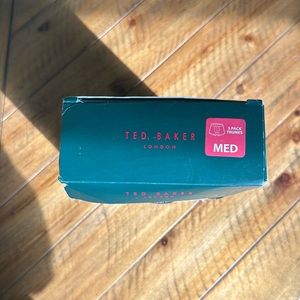 TED BAKER
LONDON
3 PACK
TRUNKS
MED
TED BAKER
LONDON